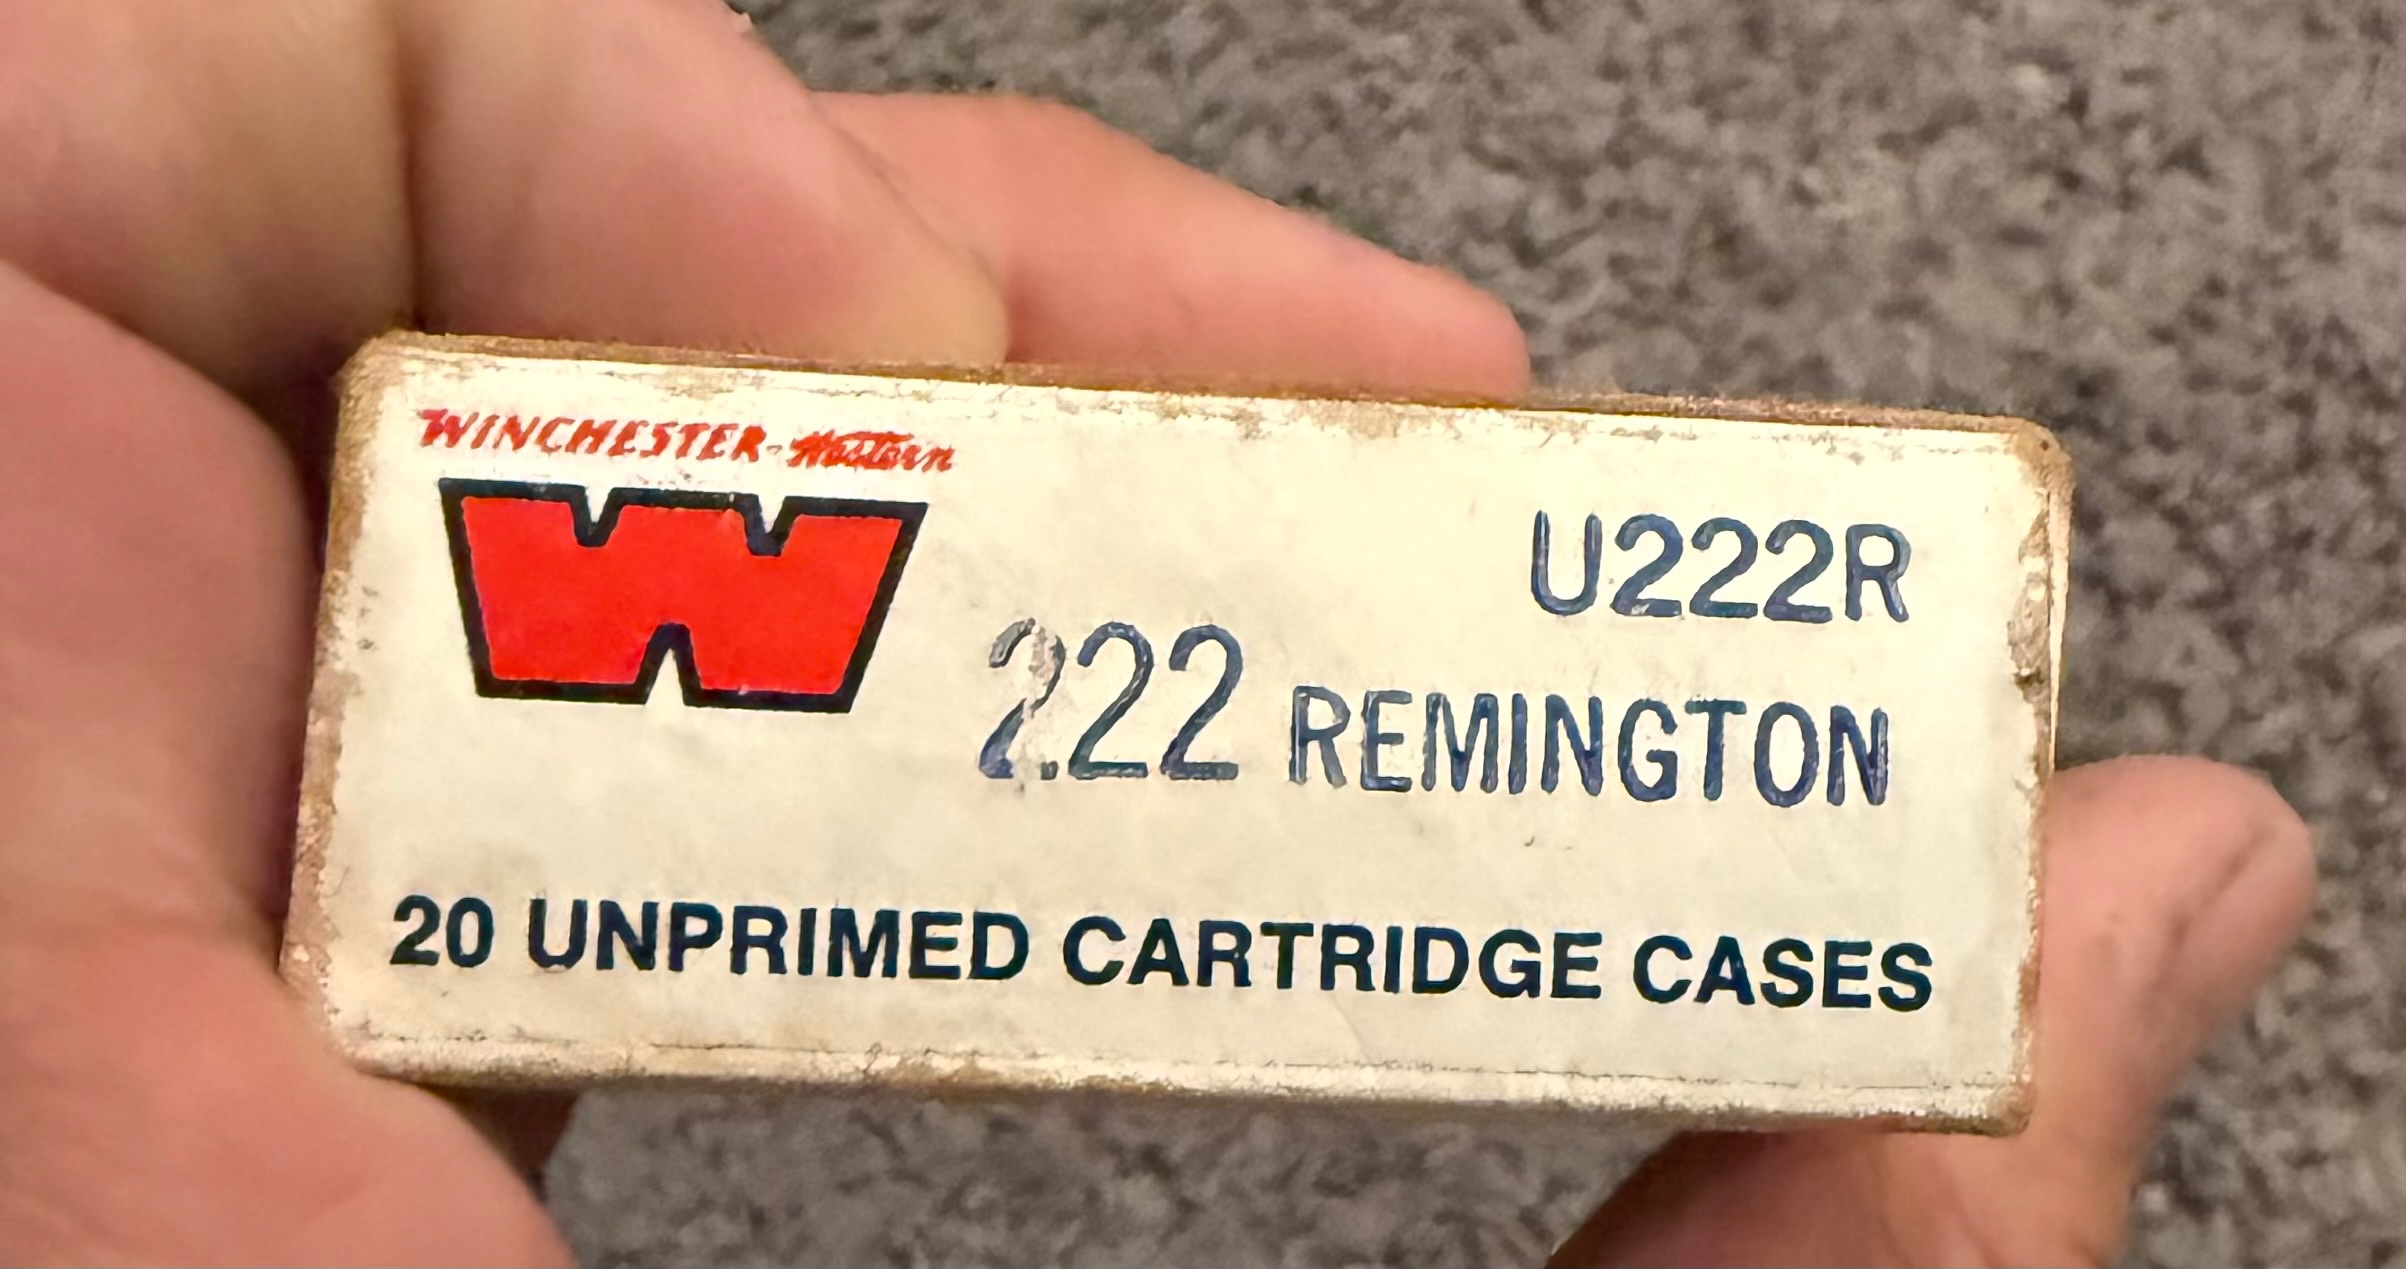 WINCHESTER-Western
W
U222R
222 REMINGTON
20 UNPRIMED CARTRIDGE CASES